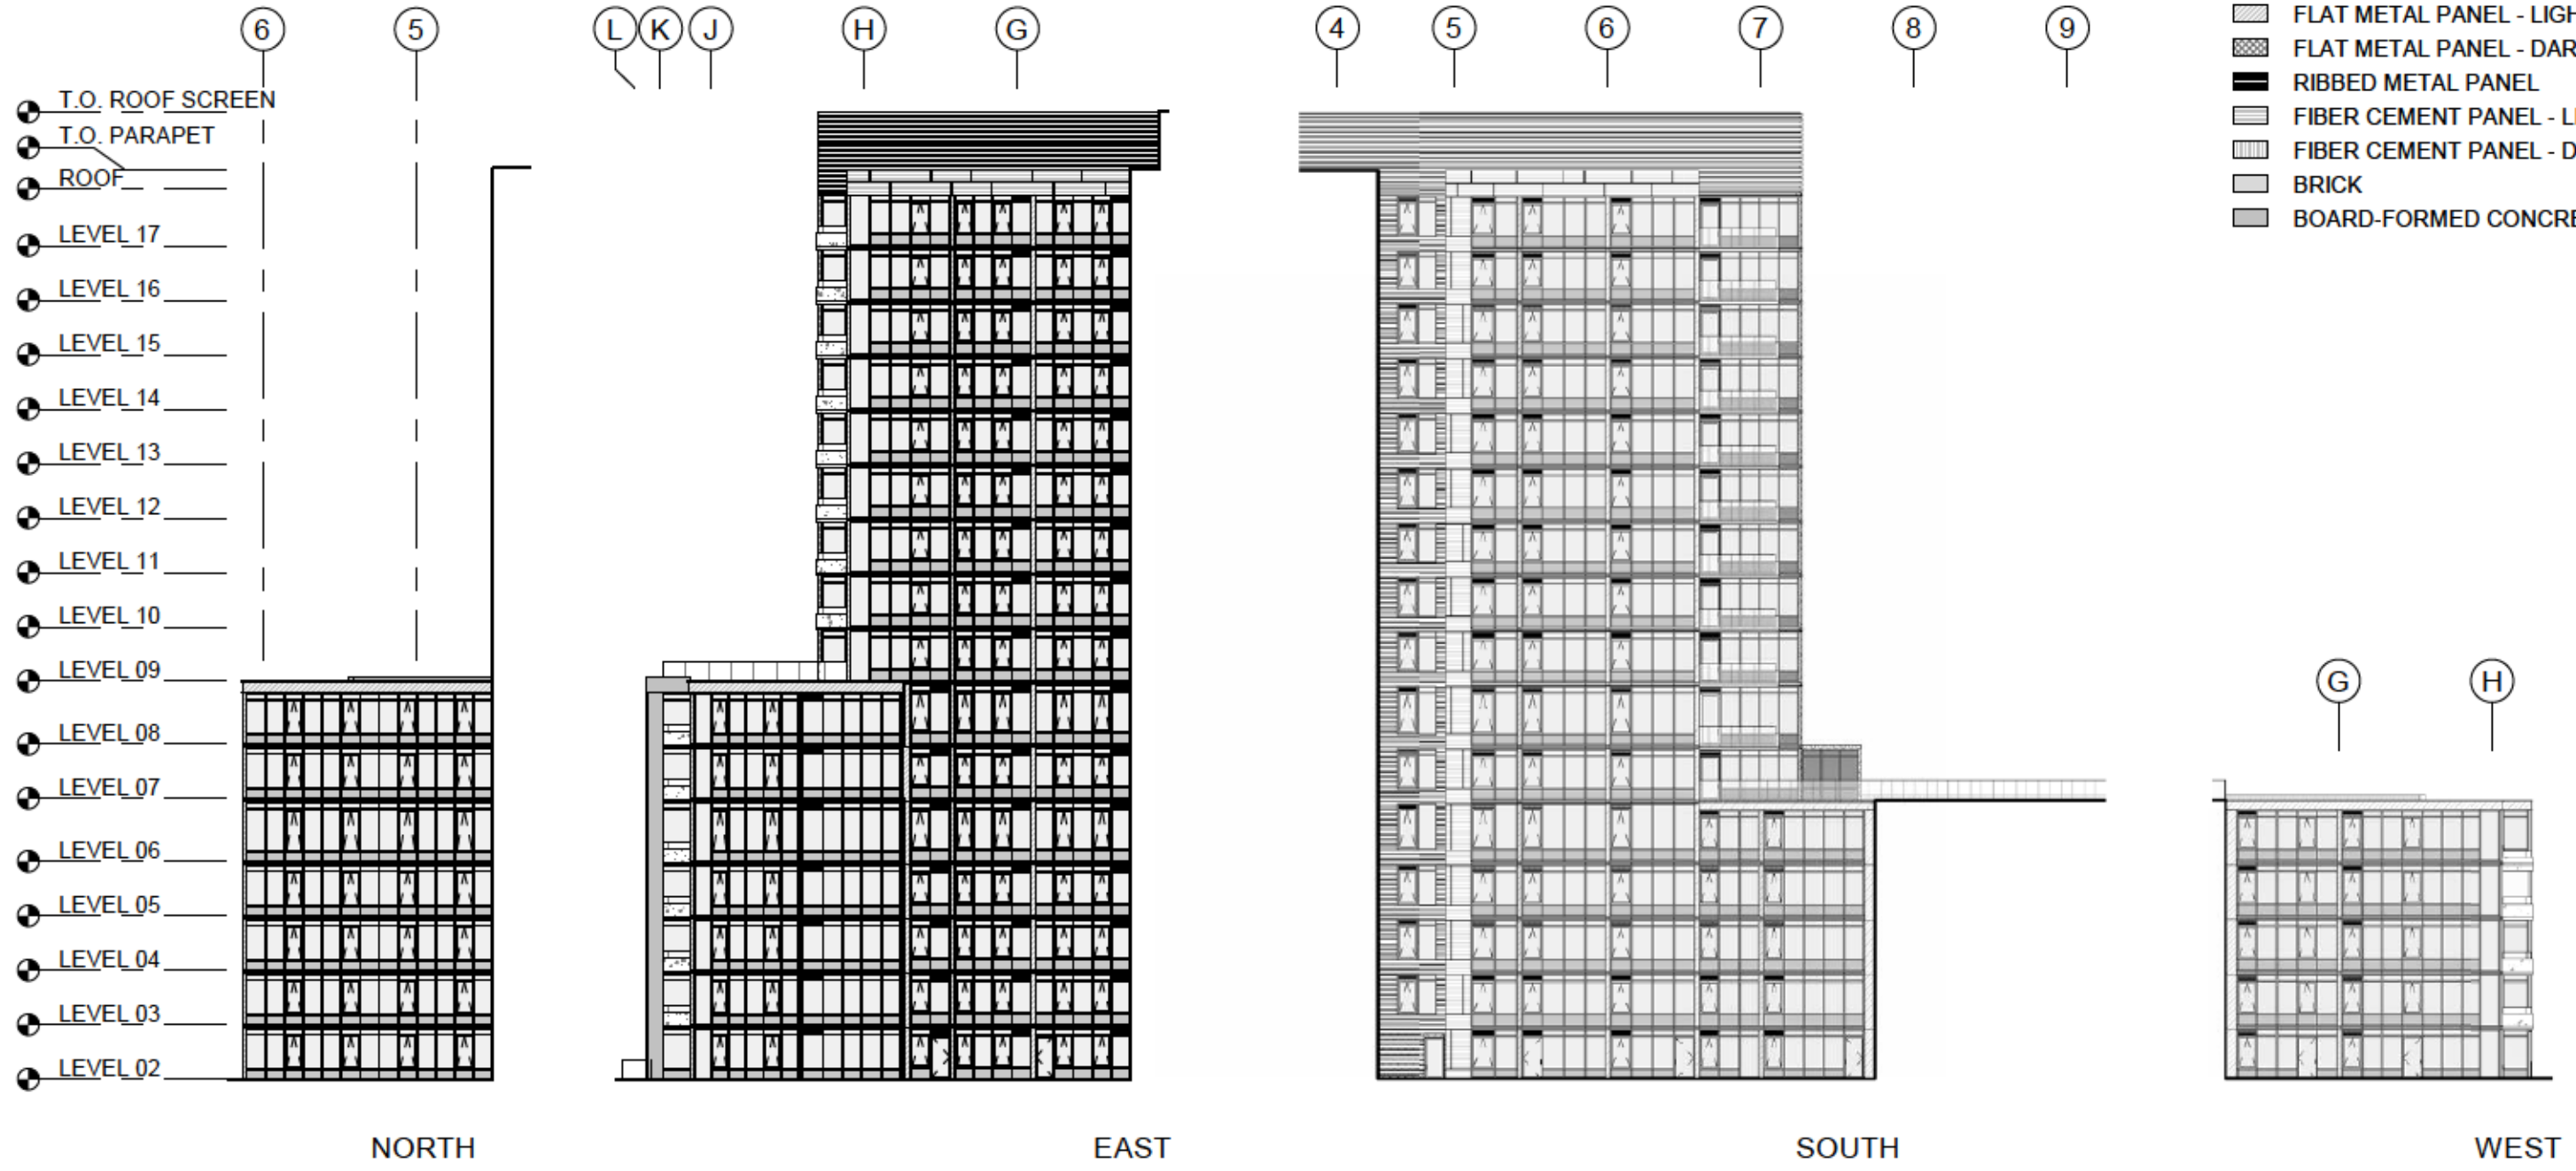 6 5 L K J H G 4 5 6 7 8 9
FLAT METAL PANEL - LIGH
FLAT METAL PANEL - DAR
RIBBED METAL PANEL
FIBER CEMENT PANEL - L
FIBER CEMENT PANEL - D
BRICK
BOARD-FORMED CONCRE
T.O. ROOF SCREEN
T.O. PARAPET
ROOF
LEVEL 17
LEVEL 16
LEVEL 15
LEVEL 14
LEVEL 13
LEVEL 12
LEVEL 11
LEVEL 10
LEVEL 09
LEVEL 08
LEVEL 07
LEVEL 06
LEVEL 05
LEVEL 04
LEVEL 03
LEVEL 02
G H
NORTH
EAST
SOUTH
WEST